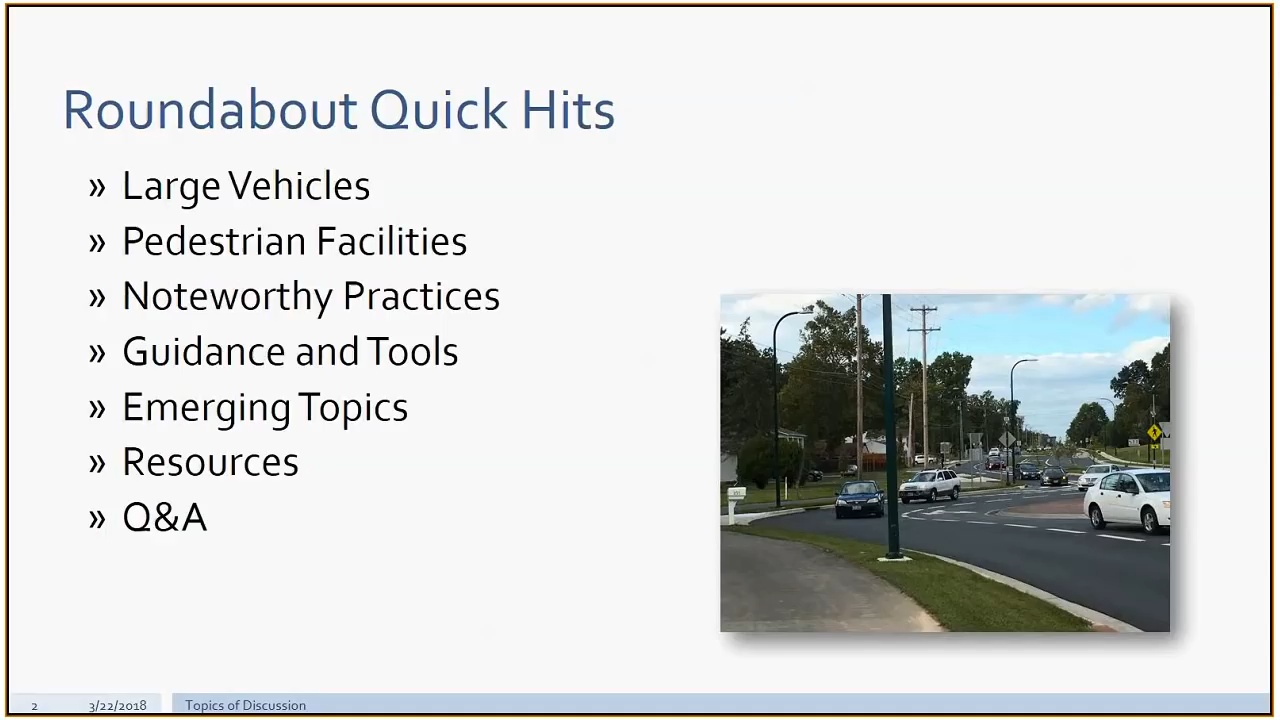 Roundabout Quick Hits
» Large Vehicles
» Pedestrian Facilities
» Noteworthy Practices
» Guidance and Tools
» Emerging Topics
» Resources
» Q&A
2 3/22/2018 Topics of Discussion